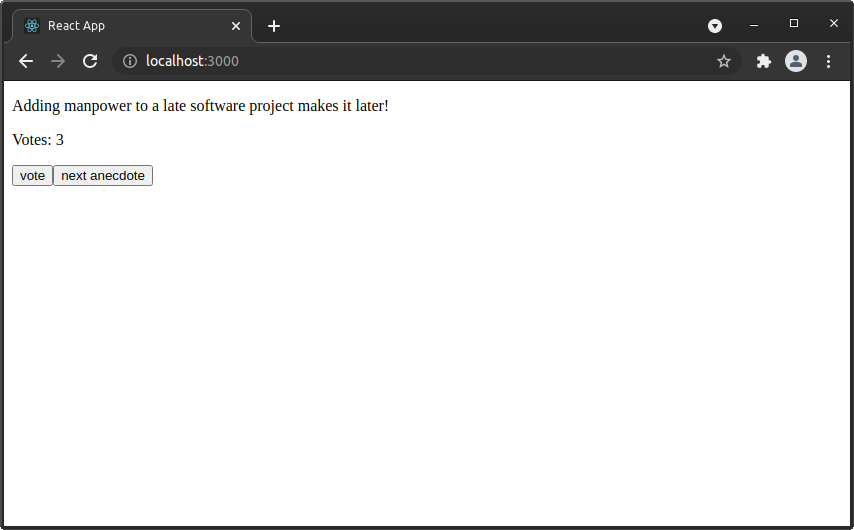 React App
localhost:3000
Adding manpower to a late software project makes it later!
Votes: 3
vote next anecdote